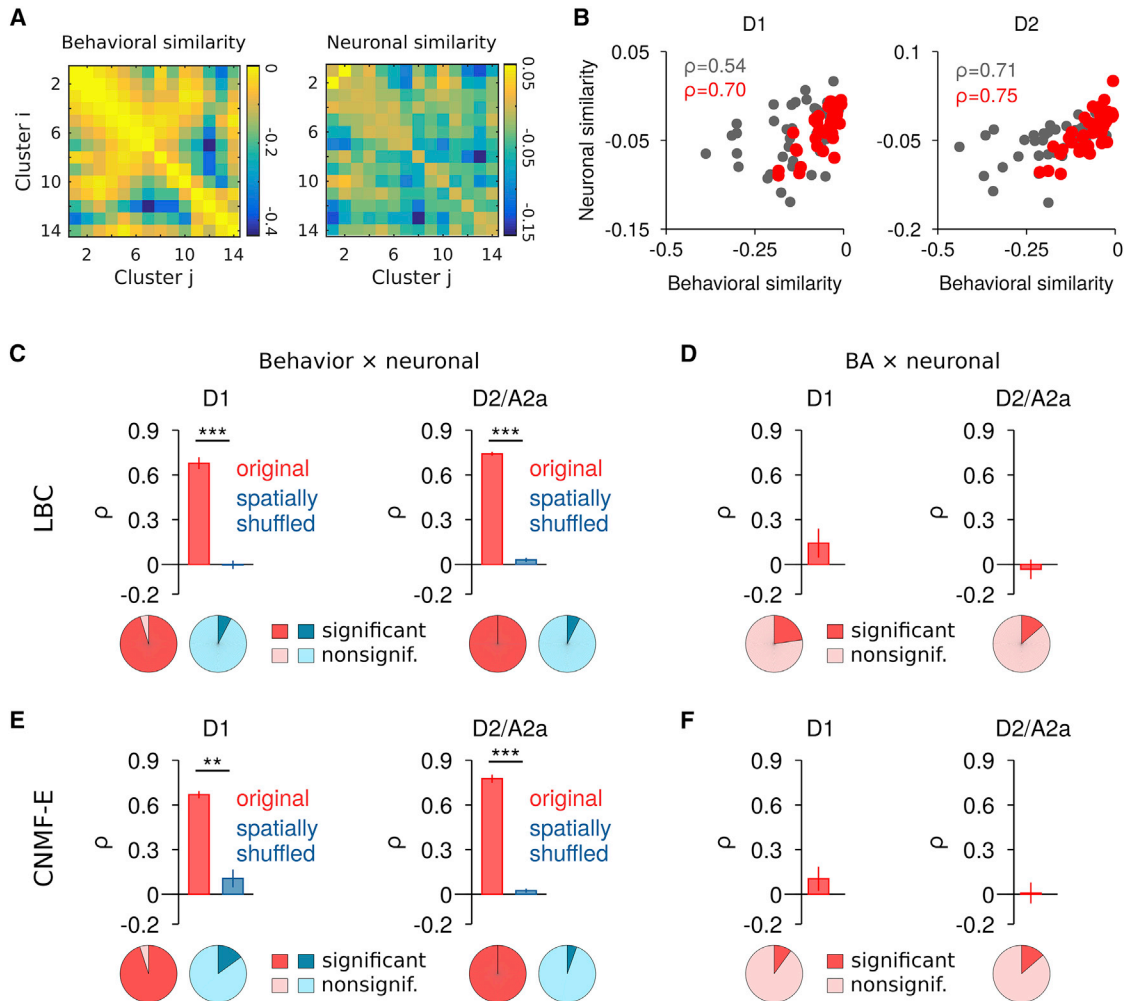 A
Behavioral similarity
Neuronal similarity
Cluster i
2
6
10
14
2
6
10
14
Cluster j
0
-0.2
-0.4
2
6
10
14
2
6
10
14
Cluster j
0.05
-0.05
-0.15
B
D1
D2
Neuronal similarity
0.05
-0.05
-0.15
ρ=0.54
ρ=0.70
-0.5
-0.25
0
Behavioral similarity
0.1
-0.05
-0.2
ρ=0.71
ρ=0.75
-0.5
-0.25
0
Behavioral similarity
C
Behavior × neuronal
LBC
D1
ρ
0.9
0.6
0.3
0
-0.2
***
original
spatially
shuffled
D2/A2a
ρ
0.9
0.6
0.3
0
-0.2
***
original
spatially
shuffled
significant
nonsignif.
D
BA × neuronal
D1
ρ
0.9
0.6
0.3
0
-0.2
D2/A2a
0.9
0.6
0.3
0
-0.2
significant
nonsignif.
E
CNMF-E
D1
ρ
0.9
0.6
0.3
0
-0.2
**
original
spatially
shuffled
D2/A2a
ρ
0.9
0.6
0.3
0
-0.2
***
original
spatially
shuffled
significant
nonsignif.
F
D1
ρ
0.9
0.6
0.3
0
-0.2
D2/A2a
0.9
0.6
0.3
0
-0.2
significant
nonsignif.